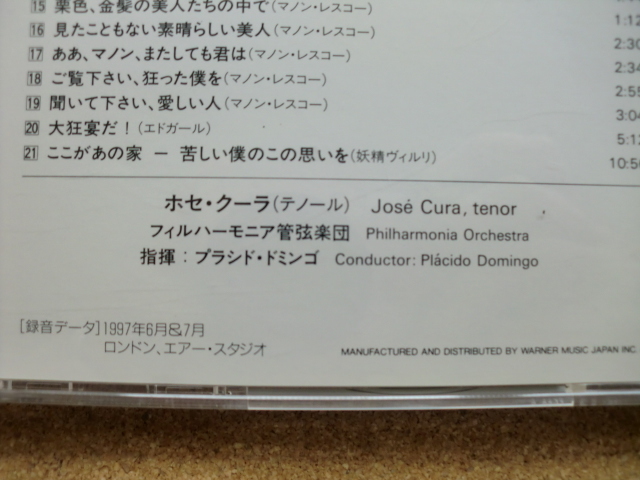 15 栗色、金髪の美人たちの中で(マノン・レスコー)
16 見たこともない素晴らしい美人(マノン・レスコー) 1:12
17 ああ、マノン、またしても君は(マノン・レスコー) 2:30
18 ご覧下さい、狂った僕を(マノン・レスコー) 2:34
19 聞いて下さい、愛しい人(マノン・レスコー) 2:55
20 大狂宴だ!(エドガール) 3:04
5:12
21 ここがあの家 ― 苦しい僕のこの思いを(妖精ヴィルリ) 10:50
ホセ・クーラ(テノール) José Cura, tenor
フィルハーモニア管弦楽団 Philharmonia Orchestra
指揮:プラシド・ドミンゴ Conductor: Plácido Domingo
[録音データ]1997年6月&7月
ロンドン、エアー・スタジオ
MANUFACTURED AND DISTRIBUTED BY WARNER MUSIC JAPAN INC